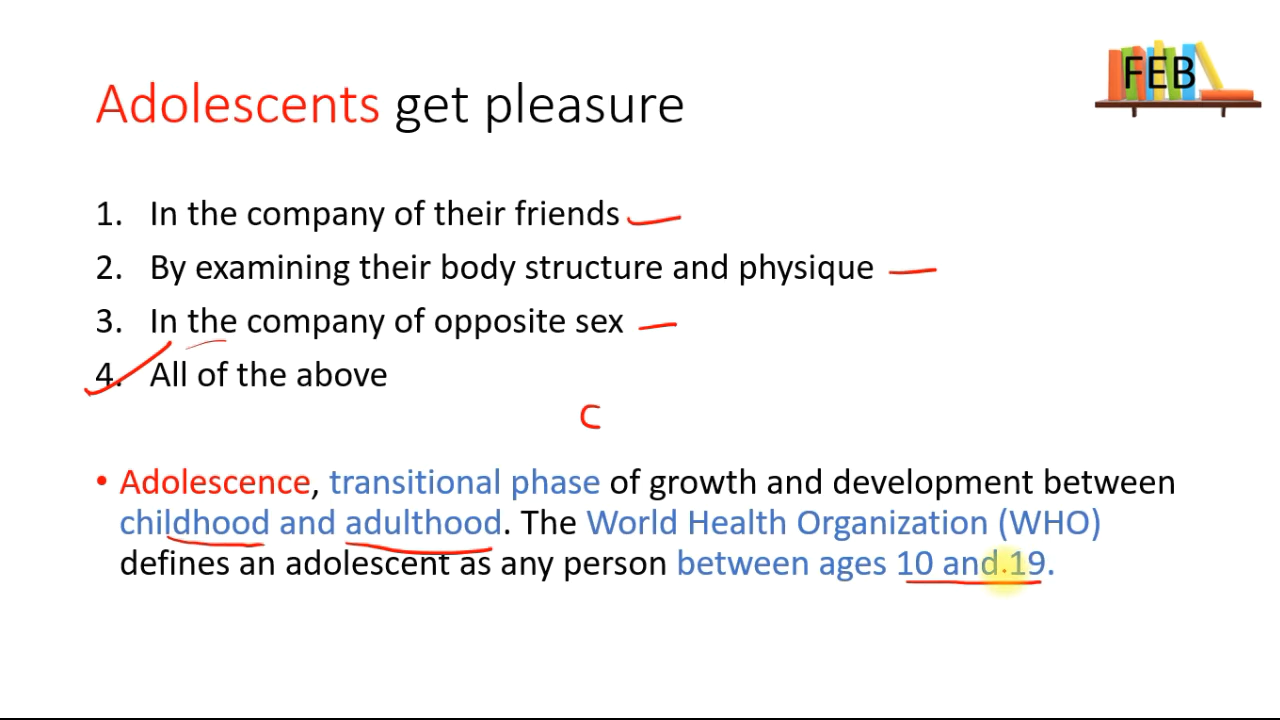 FEB
Adolescents get pleasure
1. In the company of their friends
2. By examining their body structure and physique
3. In the company of opposite sex
4. All of the above
C
• Adolescence, transitional phase of growth and development between
childhood and adulthood. The World Health Organization (WHO)
defines an adolescent as any person between ages 10 and 19.